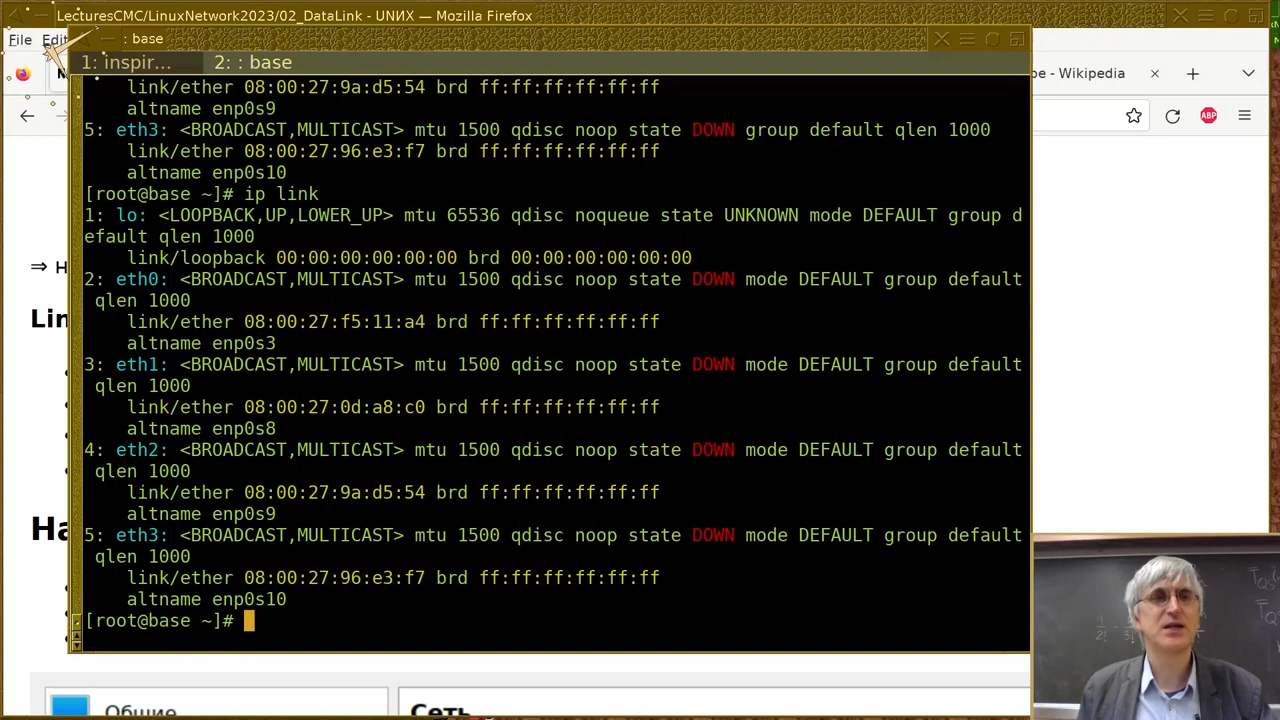 LecturesCMC/LinuxNetwork2023/02_DataLink - UNИX — Mozilla Firefox
File Edi
: base
1: inspir... 2: : base
pe - Wikipedia
ABP
link/ether 08:00:27:9a:d5:54 brd ff:ff:ff:ff:ff:ff
altname enp0s9
5: eth3: <BROADCAST,MULTICAST> mtu 1500 qdisc noop state DOWN group default qlen 1000
link/ether 08:00:27:96:e3:f7 brd ff:ff:ff:ff:ff:ff
altname enp0s10
[root@base ~]# ip link
1: lo: <LOOPBACK,UP,LOWER_UP> mtu 65536 qdisc noqueue state UNKNOWN mode DEFAULT group d
efault qlen 1000
link/loopback 00:00:00:00:00:00 brd 00:00:00:00:00:00
2: eth0: <BROADCAST,MULTICAST> mtu 1500 qdisc noop state DOWN mode DEFAULT group default
qlen 1000
link/ether 08:00:27:f5:11:a4 brd ff:ff:ff:ff:ff:ff
altname enp0s3
3: eth1: <BROADCAST,MULTICAST> mtu 1500 qdisc noop state DOWN mode DEFAULT group default
qlen 1000
link/ether 08:00:27:0d:a8:c0 brd ff:ff:ff:ff:ff:ff
altname enp0s8
4: eth2: <BROADCAST,MULTICAST> mtu 1500 qdisc noop state DOWN mode DEFAULT group default
qlen 1000
link/ether 08:00:27:9a:d5:54 brd ff:ff:ff:ff:ff:ff
altname enp0s9
5: eth3: <BROADCAST,MULTICAST> mtu 1500 qdisc noop state DOWN mode DEFAULT group default
qlen 1000
link/ether 08:00:27:96:e3:f7 brd ff:ff:ff:ff:ff:ff
altname enp0s10
[root@base ~]#
⇒ Н
Lin
На
Общие
Сеть